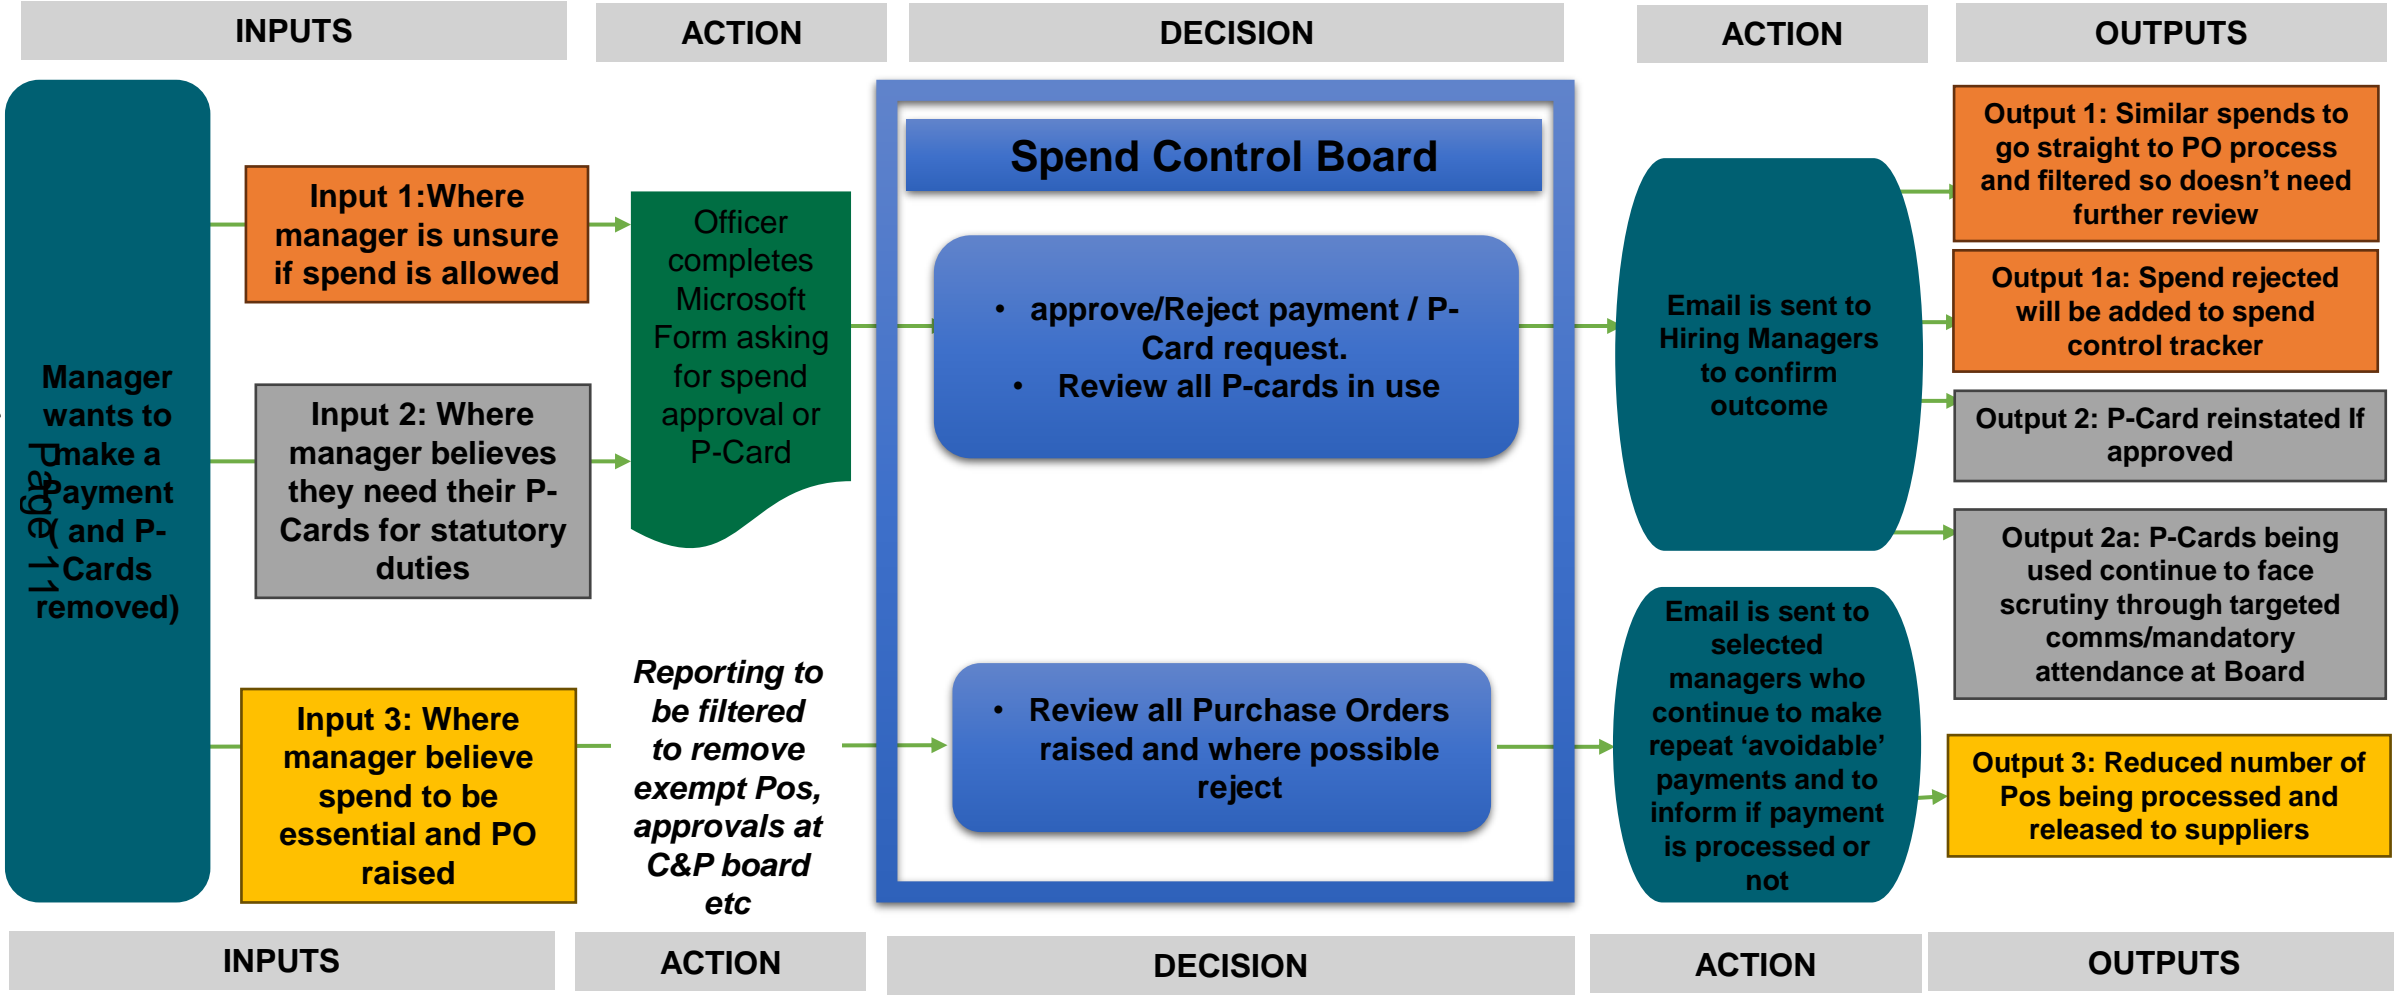 INPUTS
ACTION
DECISION
ACTION
OUTPUTS
Manager
wants to
make a
Payment
( and P-
Cards
removed)
Page 11
Input 1:Where
manager is unsure
if spend is allowed
Input 2: Where
manager believes
they need their P-
Cards for statutory
duties
Input 3: Where
manager believe
spend to be
essential and PO
raised
Officer
completes
Microsoft
Form asking
for spend
approval or
P-Card
Reporting to
be filtered
to remove
exempt Pos,
approvals at
C&P board
etc
Spend Control Board
• approve/Reject payment / P-
Card request.
• Review all P-cards in use
• Review all Purchase Orders
raised and where possible
reject
Email is sent to
Hiring Managers
to confirm
outcome
Email is sent to
selected
managers who
continue to make
repeat ‘avoidable’
payments and to
inform if payment
is processed or
not
Output 1: Similar spends to
go straight to PO process
and filtered so doesn’t need
further review
Output 1a: Spend rejected
will be added to spend
control tracker
Output 2: P-Card reinstated If
approved
Output 2a: P-Cards being
used continue to face
scrutiny through targeted
comms/mandatory
attendance at Board
Output 3: Reduced number of
Pos being processed and
released to suppliers
INPUTS
ACTION
DECISION
ACTION
OUTPUTS